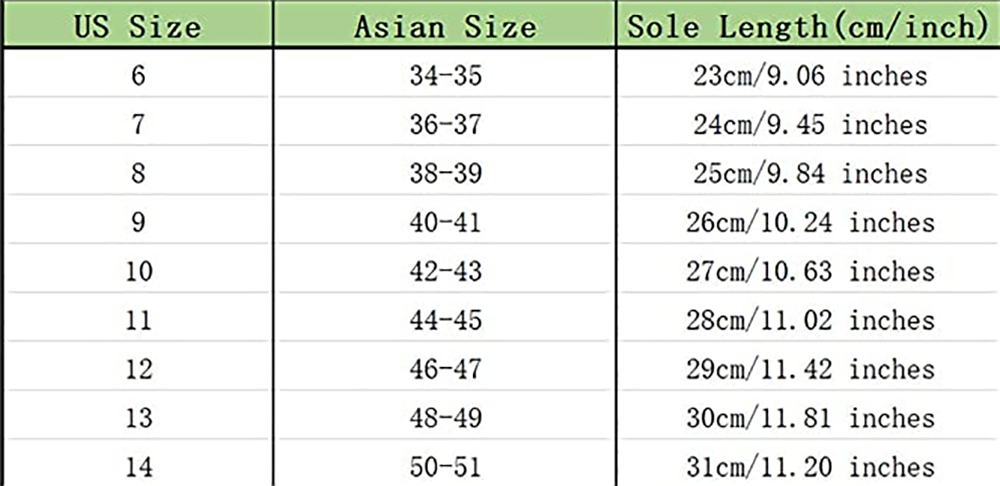 US Size Asian Size Sole Length(cm/inch)
6 34-35 23cm/9.06 inches
7 36-37 24cm/9.45 inches
8 38-39 25cm/9.84 inches
9 40-41 26cm/10.24 inches
10 42-43 27cm/10.63 inches
11 44-45 28cm/11.02 inches
12 46-47 29cm/11.42 inches
13 48-49 30cm/11.81 inches
14 50-51 31cm/11.20 inches